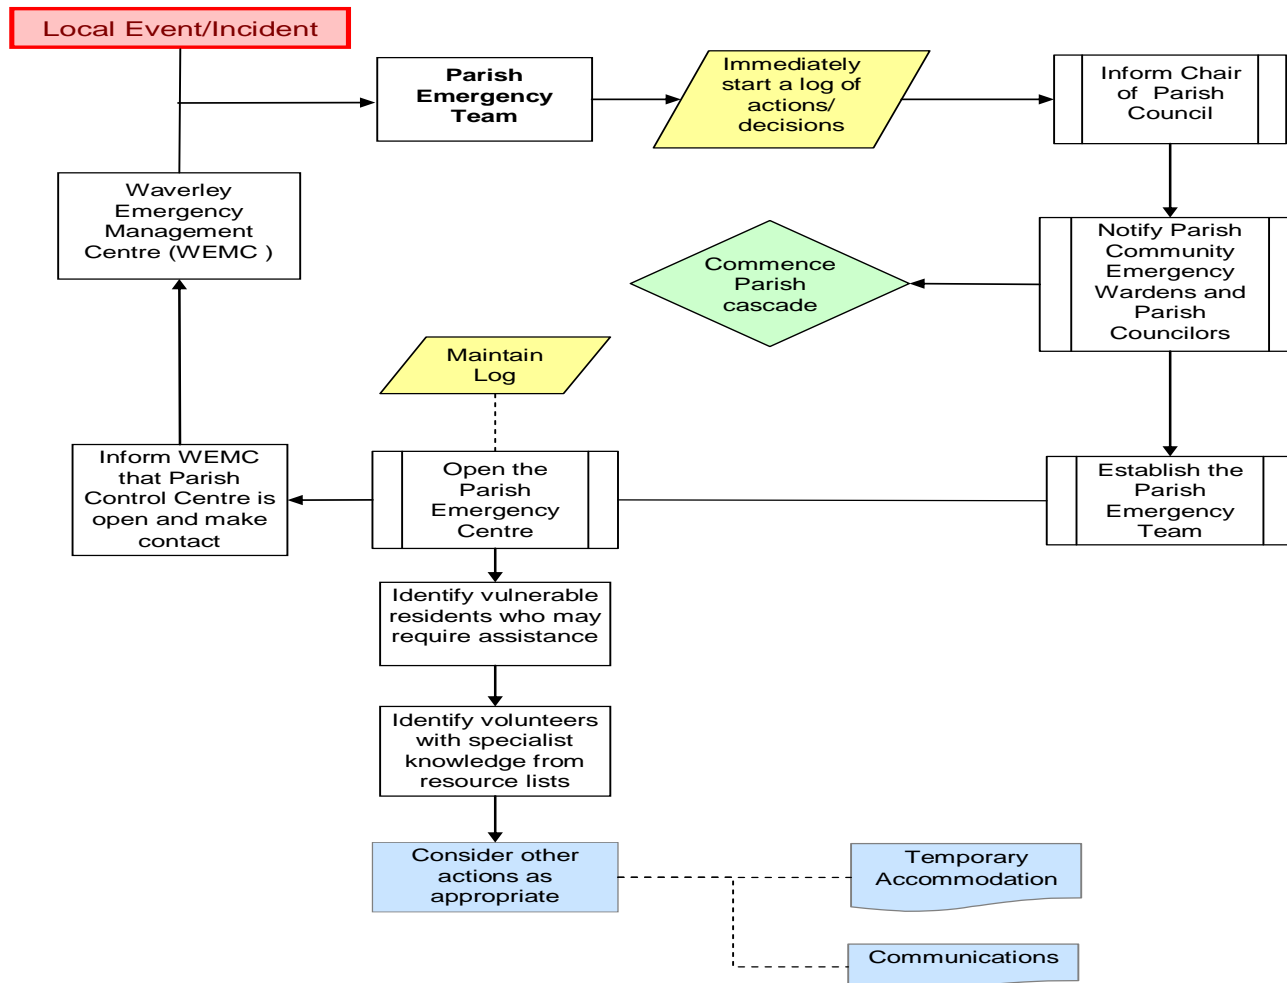 Local Event/Incident
Parish
Emergency
Team
Immediately
start a log of
actions/
decisions
Inform Chair
of Parish
Council
Waverley
Emergency
Management
Centre (WEMC )
Commence
Parish
cascade
Notify Parish
Community
Emergency
Wardens and
Parish
Councilors
Maintain
Log
Inform WEMC
that Parish
Control Centre is
open and make
contact
Open the
Parish
Emergency
Centre
Establish the
Parish
Emergency
Team
Identify vulnerable
residents who may
require assistance
Identify volunteers
with specialist
knowledge from
resource lists
Consider other
actions as
appropriate
Temporary
Accommodation
Communications